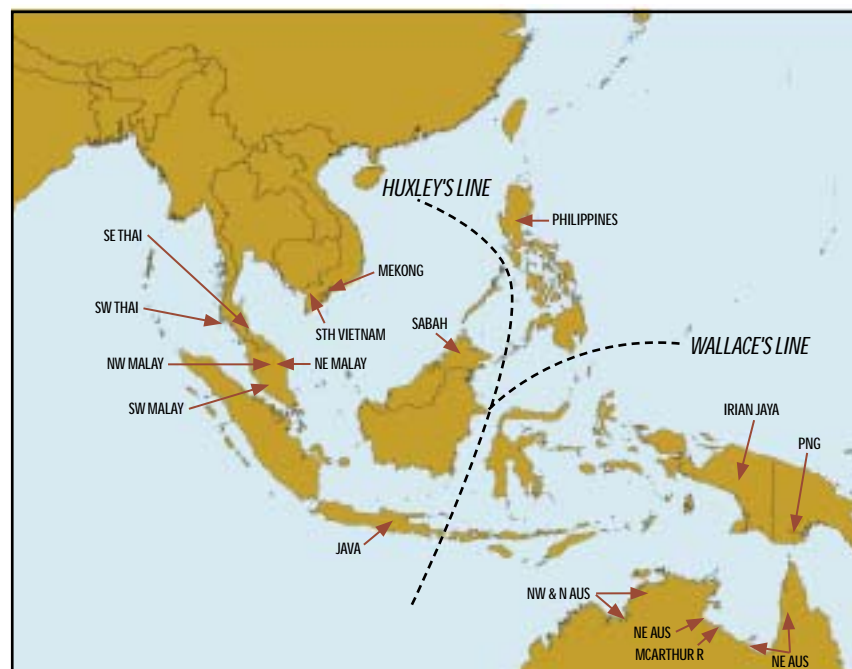 HUXLEY'S LINE
PHILIPPINES
SE THAI
MEKONG
SW THAI
STH VIETNAM
SABAH
WALLACE'S LINE
NW MALAY
NE MALAY
SW MALAY
IRIAN JAYA
PNG
JAVA
NW & N AUS
NE AUS
MCARTHUR R
NE AUS